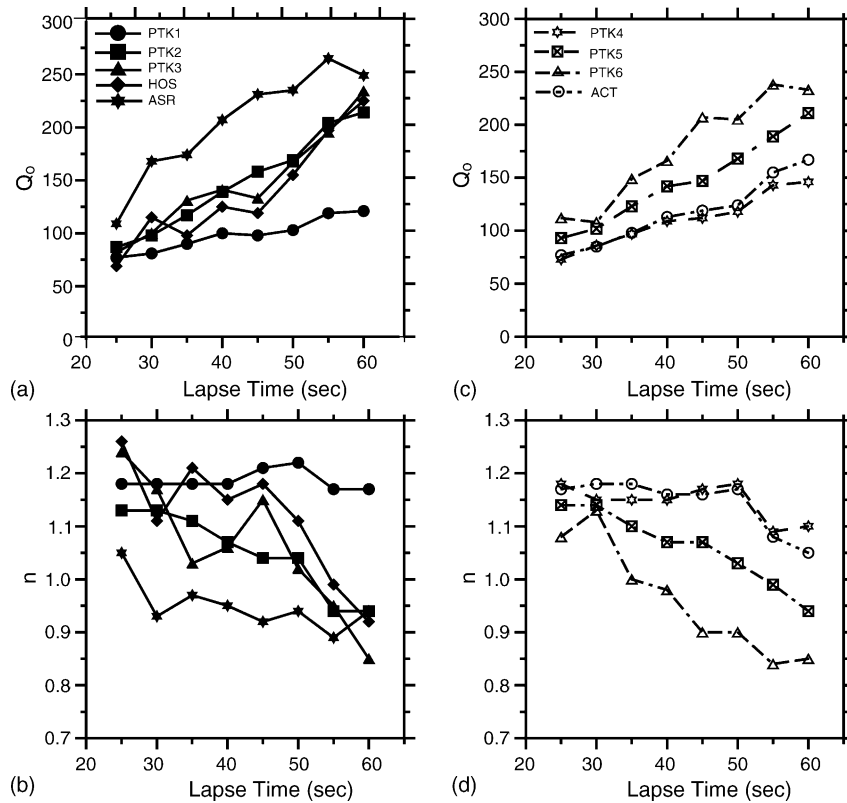 (a)
300
250
200
150
100
50
0
Qo
PTK1
PTK2
PTK3
HOS
ASR
20 30 40 50 60
Lapse Time (sec)
(c)
300
250
200
150
100
50
0
Qo
PTK4
PTK5
PTK6
ACT
20 30 40 50 60
Lapse Time (sec)
(b)
1.3
1.2
1.1
1.0
0.9
0.8
0.7
n
20 30 40 50 60
Lapse Time (sec)
(d)
1.3
1.2
1.1
1.0
0.9
0.8
0.7
n
20 30 40 50 60
Lapse Time (sec)